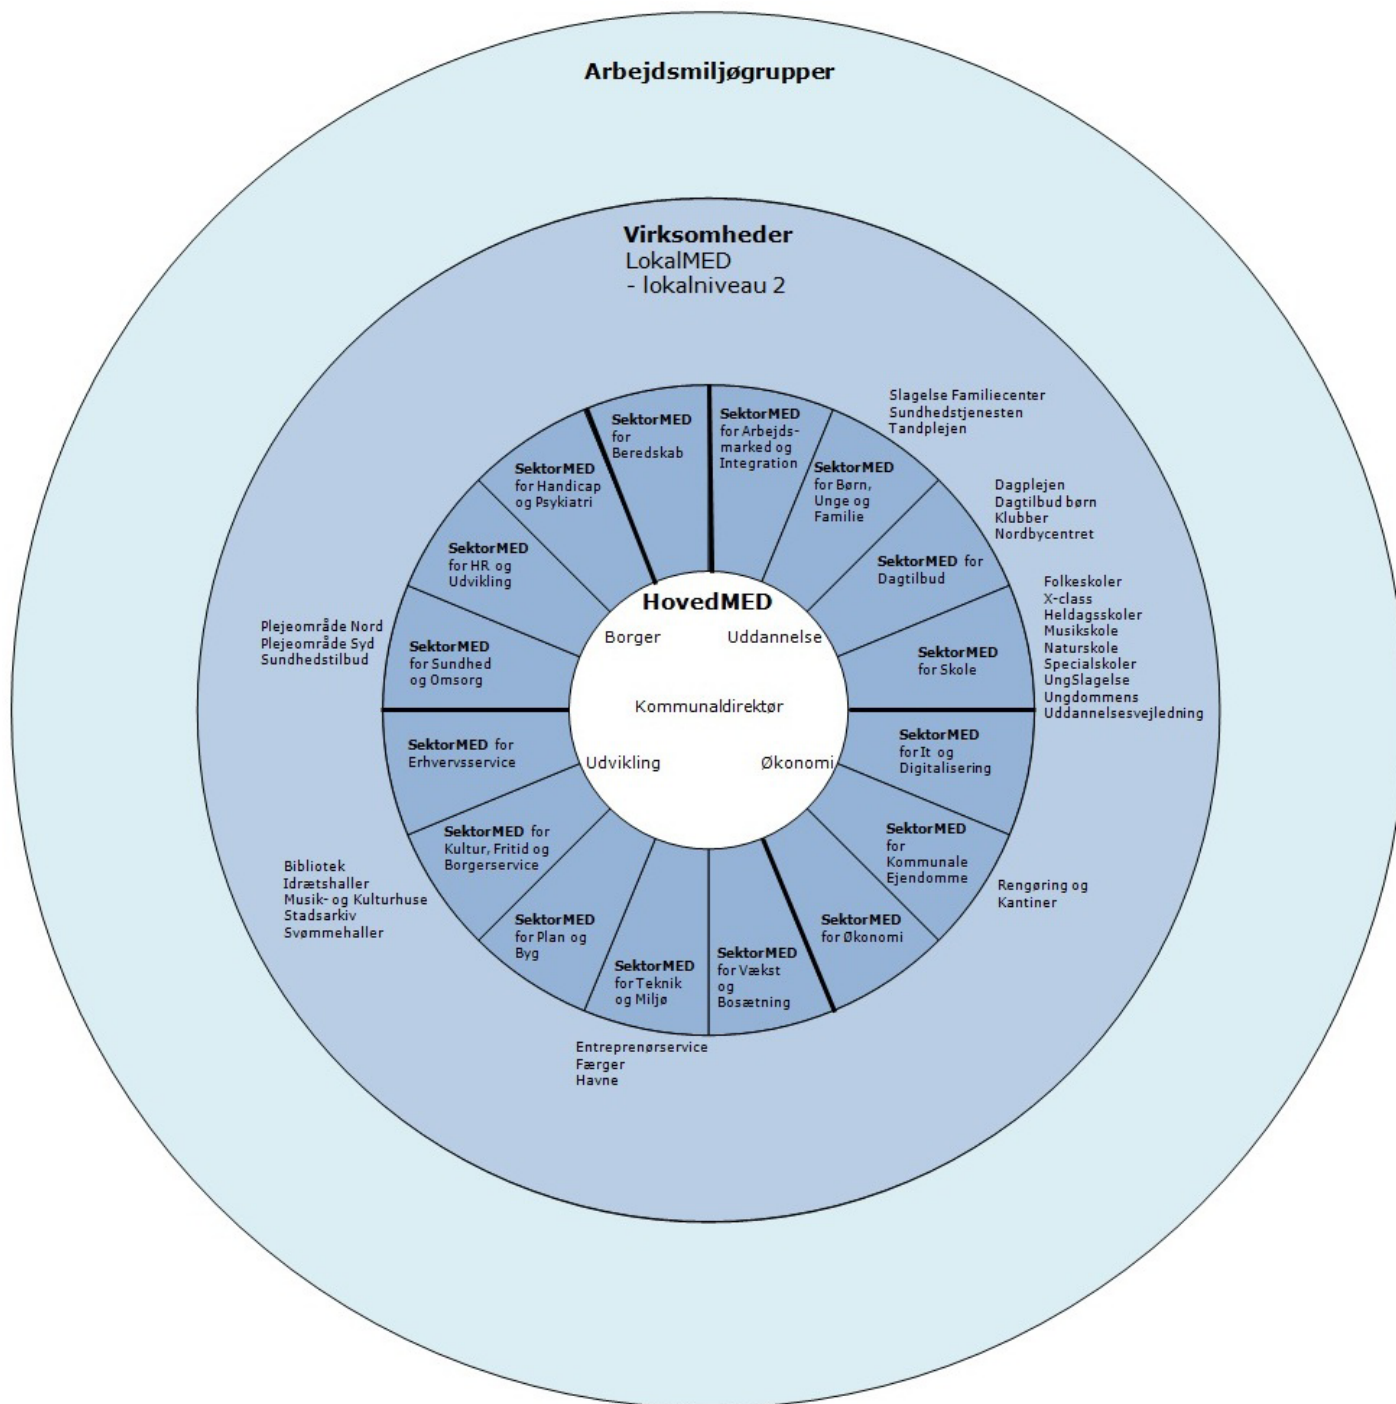 Arbejdsmiljøgrupper
Virksomheder
LokalMED
- lokalniveau 2
SektorMED
for
Beredskab
SektorMED
for Arbejds-
marked og
Integration
SektorMED
for Børn,
Unge og
Familie
Slagelse Familiecenter
Sundhedstjenesten
Tandplejen
SektorMED for
Dagtilbud
Dagplejen
Dagtilbud børn
Klubber
Nordbycentret
SektorMED
for Skole
Folkeskoler
X-class
Heldagsskoler
Musikskole
Naturskole
Specialskoler
UngSlagelse
Ungdommens
Uddannelsesvejledning
SektorMED
for It og
Digitalisering
SektorMED
for
Kommunale
Ejendomme
Rengøring og
Kantiner
SektorMED
for Økonomi
SektorMED
for Vækst
og
Bosætning
SektorMED
for Teknik
og Miljø
Entreprenørservice
Færger
Havne
SektorMED
for Plan og
Byg
SektorMED for
Kultur, Fritid og
Borgerservice
Bibliotek
Idrætshaller
Musik- og Kulturhuse
Stadsarkiv
Svømmehaller
SektorMED for
Erhvervsservice
SektorMED
for Sundhed
og Omsorg
Plejeområde Nord
Plejeområde Syd
Sundhedstilbud
SektorMED
for HR og
Udvikling
SektorMED
for Handicap
og Psykiatri
HovedMED
Borger
Uddannelse
Kommunaldirektør
Udvikling
Økonomi